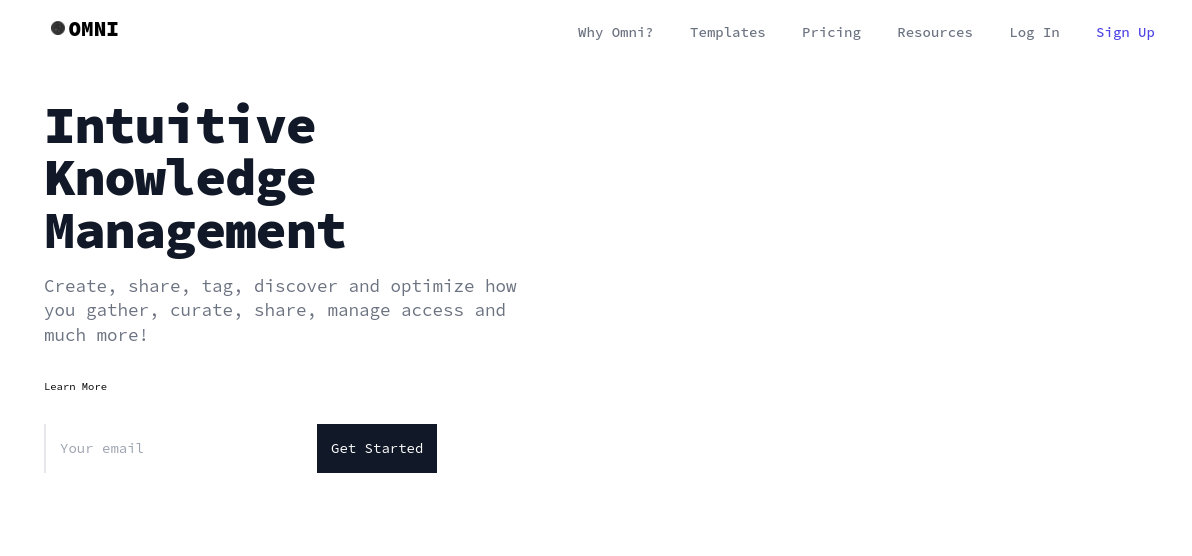 OMNI
Why Omni?
Templates
Pricing
Resources
Log In
Sign Up
Intuitive
Knowledge
Management
Create, share, tag, discover and optimize how
you gather, curate, share, manage access and
much more!
Learn More
Your email
Get Started